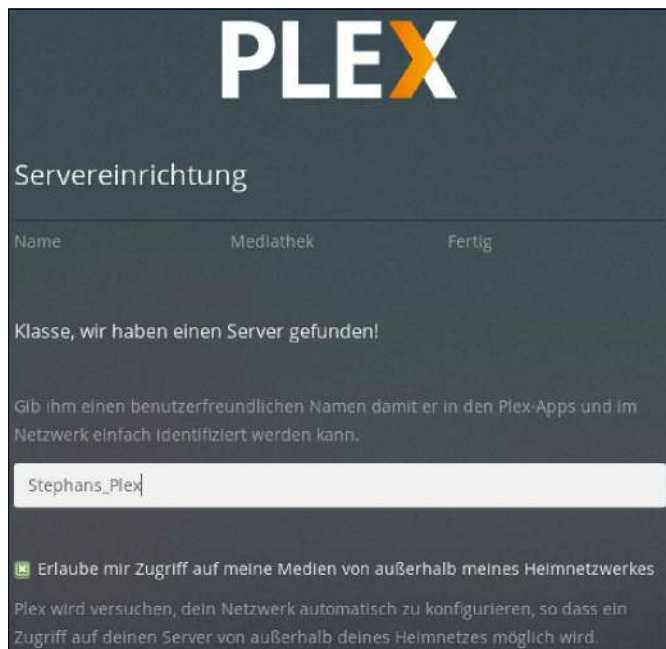 PLEX
Servereinrichtung
Name Mediathek Fertig
Klasse, wir haben einen Server gefunden!
Gib ihm einen benutzerfreundlichen Namen damit er in den Plex-Apps und im
Netzwerk einfach identifiziert werden kann.
Stephans_Plex
Erlaube mir Zugriff auf meine Medien von außerhalb meines Heimnetzwerkes
Plex wird versuchen, dein Netzwerk automatisch zu konfigurieren, so dass ein
Zugriff auf deinen Server von außerhalb deines Heimnetzes möglich wird.